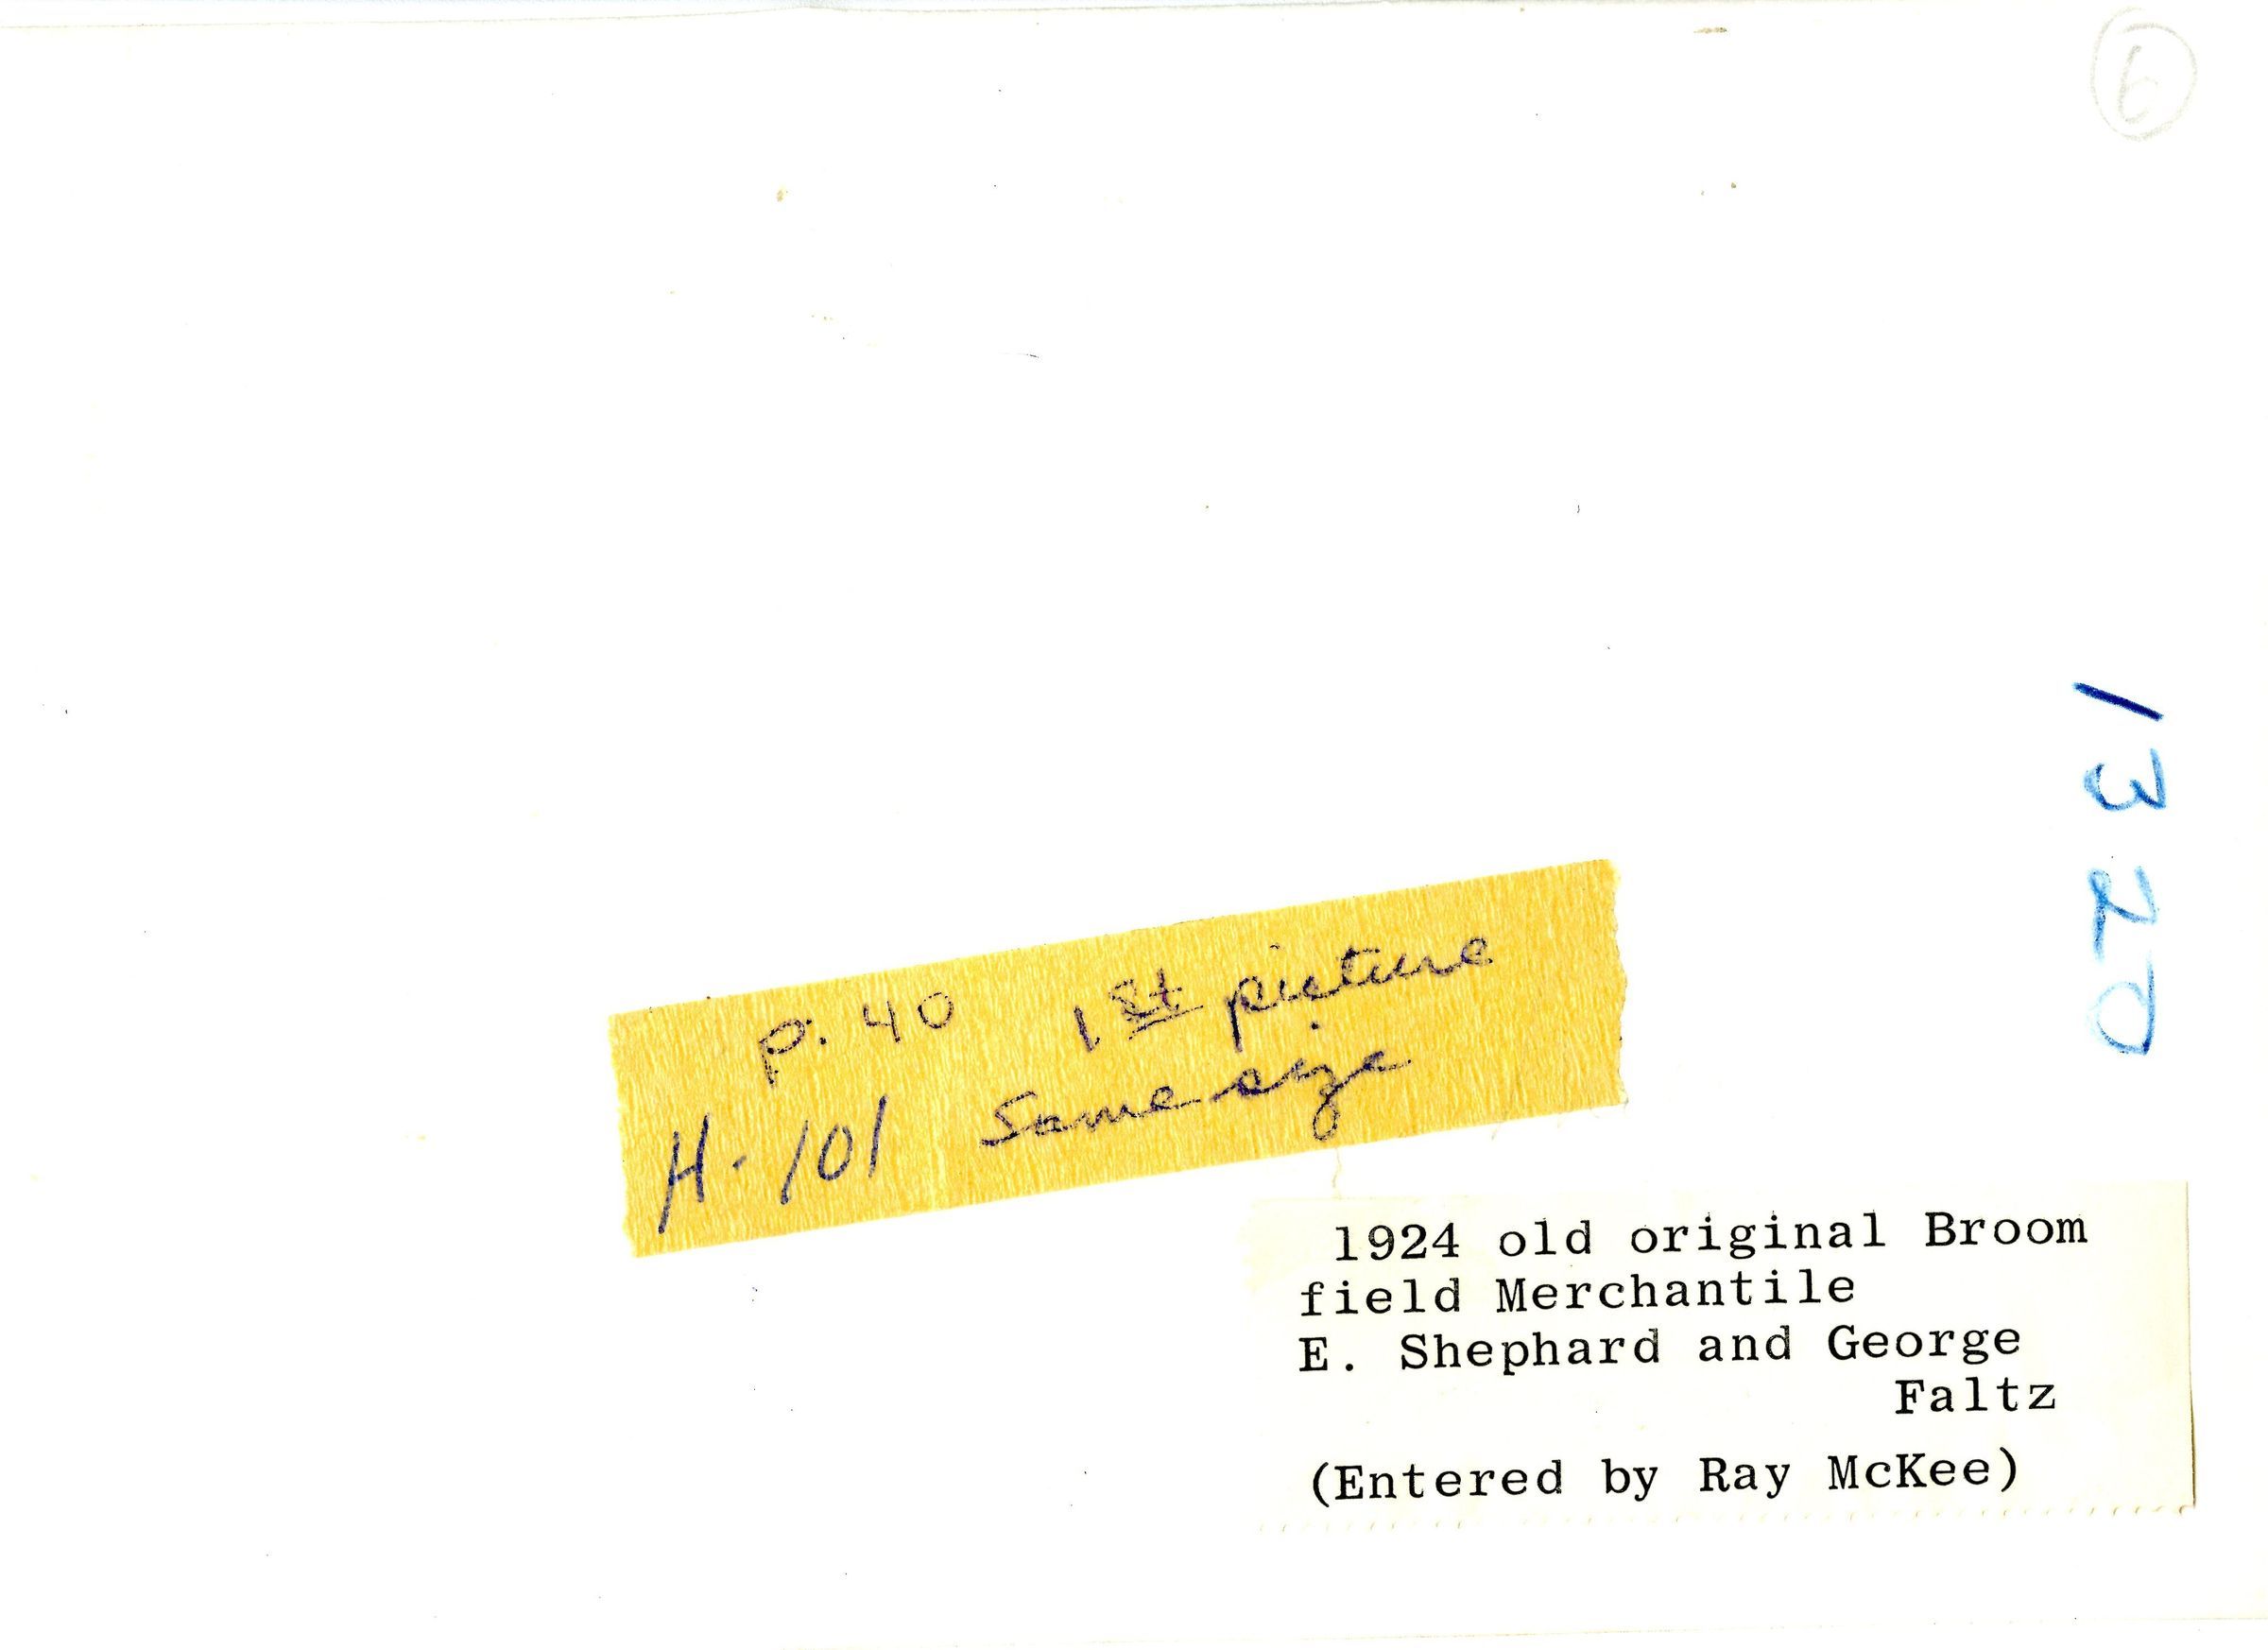 6
1320
p. 40 1st picture
H-101 Same size
1924 old original Broom
field Merchantile
E. Shephard and George
Faltz
(Entered by Ray McKee)